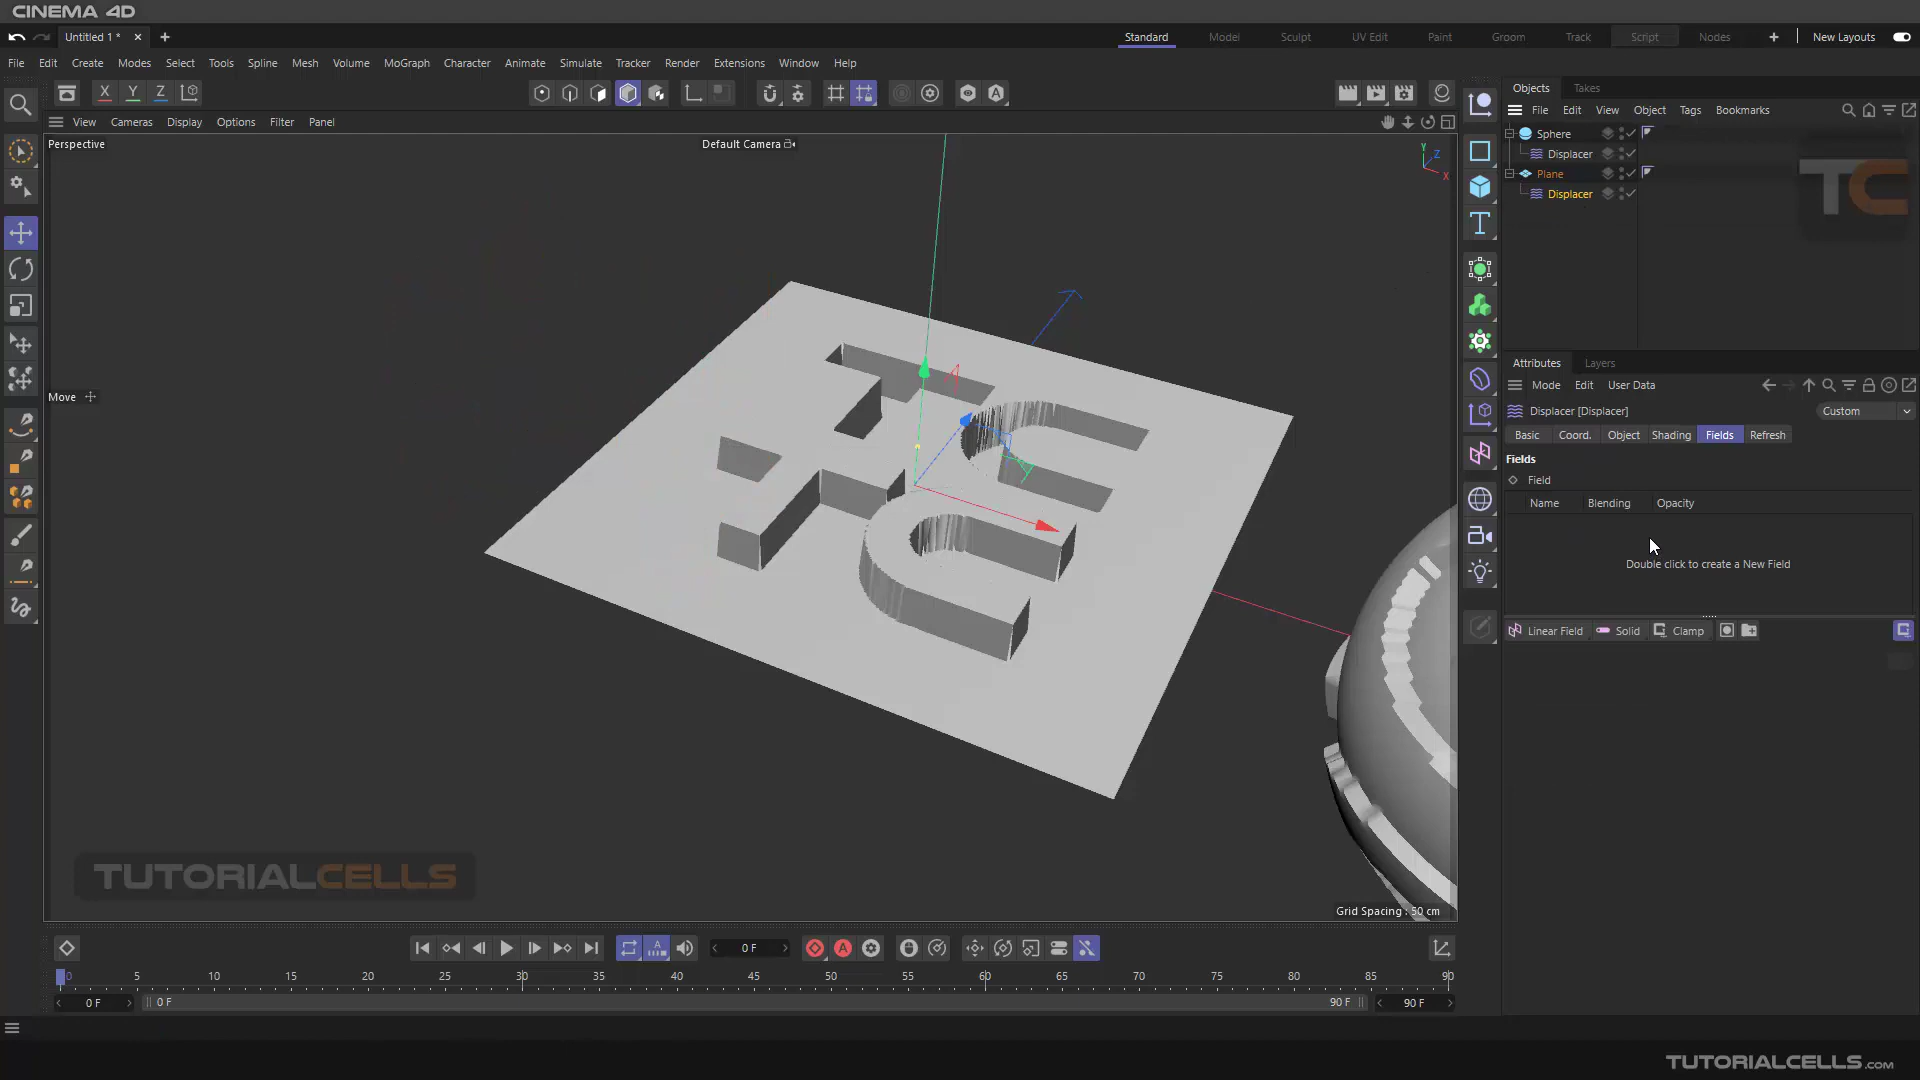 CINEMA 4D
Untitled 1 *
Standard
Model
Sculpt
UV Edit
Paint
Groom
Track
Script
Nodes
New Layouts
File Edit Create Modes Select Tools Spline Mesh Volume MoGraph Character Animate Simulate Tracker Render Extensions Window Help
X Y Z
View Cameras Display Options Filter Panel
Perspective
Default Camera
Y Z X
Move
Grid Spacing : 50 cm
TUTORIALCELLS
Objects Takes
File Edit View Object Tags Bookmarks
Sphere
Displacer
Plane
Displacer
TC
Attributes Layers
Mode Edit User Data
Displacer [Displacer]
Custom
Basic Coord. Object Shading Fields Refresh
Fields
Field
Name Blending Opacity
Double click to create a New Field
Linear Field Solid Clamp
0 F
0 5 10 15 20 25 30 35 40 45 50 55 60 65 70 75 80 85 90
0 F 0 F 90 F 90 F
TUTORIALCELLS.COM